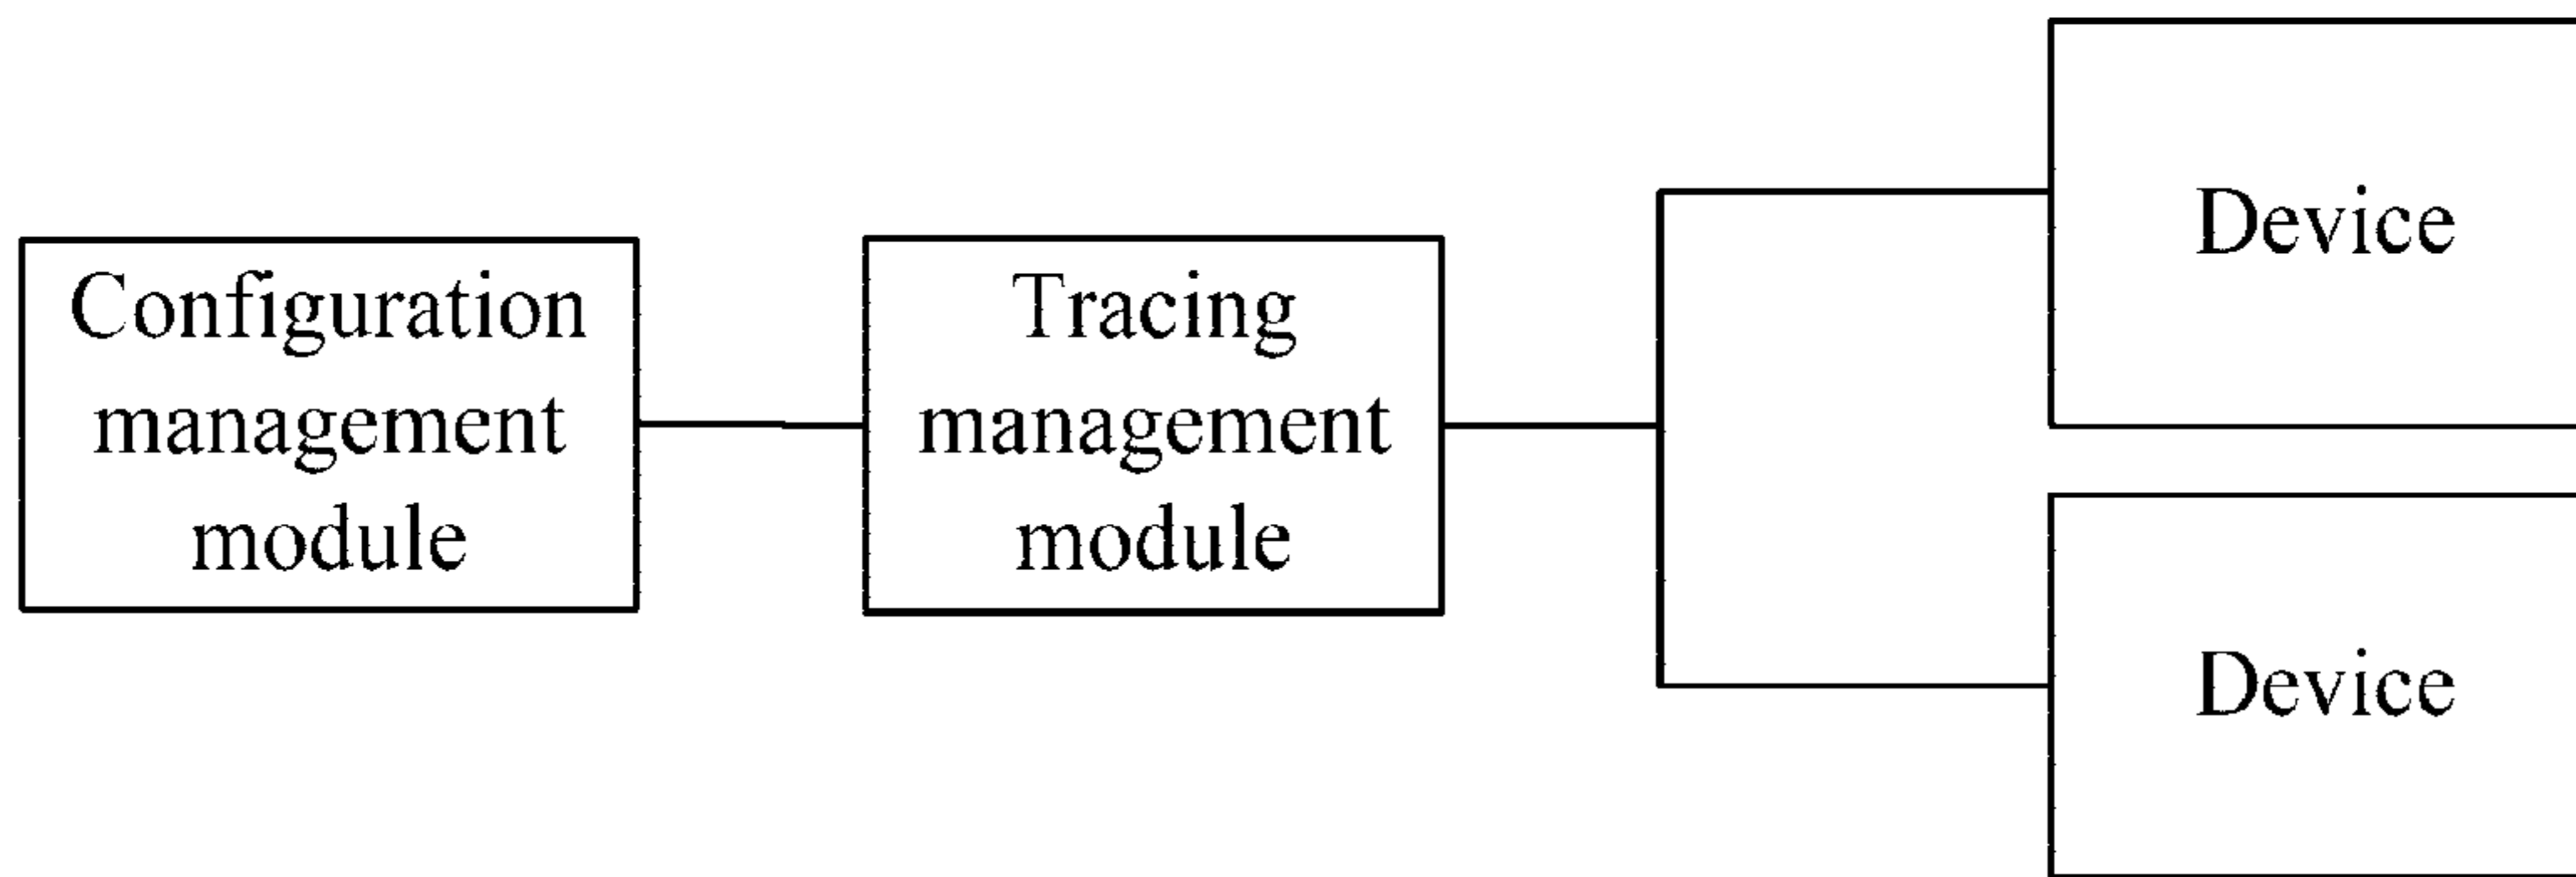 Configuration
management
module
Tracing
management
module
Device
Device